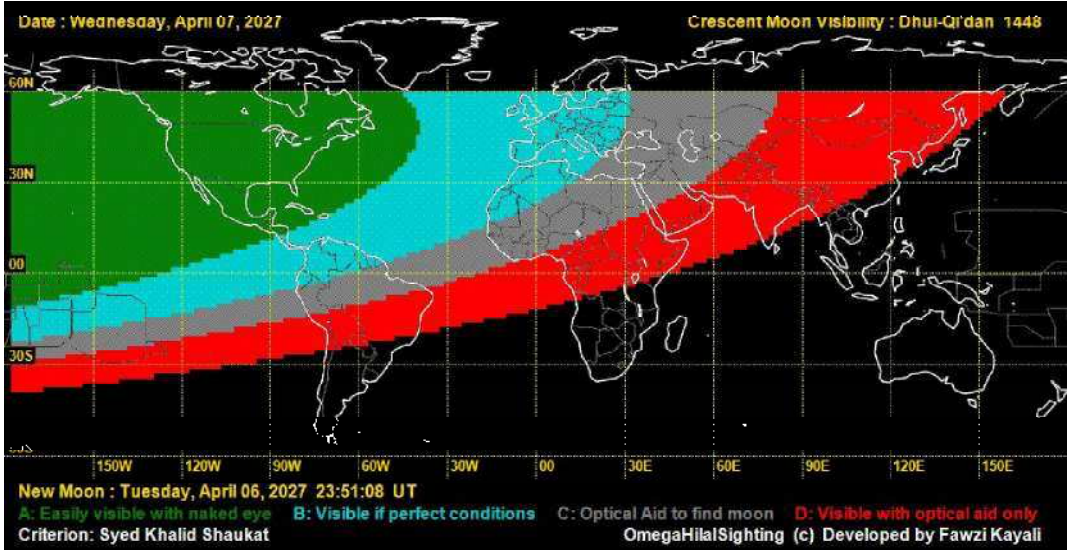 Date : Wednesday, April 07, 2027
Crescent Moon Visibility : Dhul-Qi'dah 1448
60N
30N
00
30S
60S
150W 120W 90W 60W 30W 00 30E 60E 90E 120E 150E
New Moon : Tuesday, April 06, 2027 23:51:08 UT
A: Easily visible with naked eye B: Visible if perfect conditions C: Optical Aid to find moon D: Visible with optical aid only
Criterion: Syed Khalid Shaukat OmegaHilalSighting (c) Developed by Fawzi Kayali